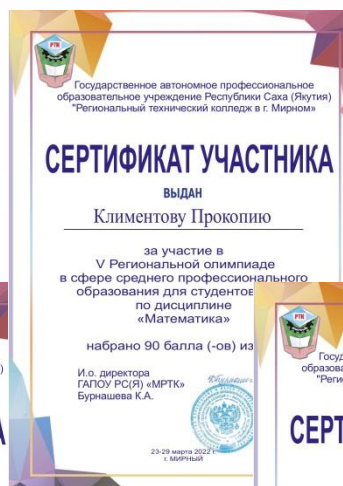 РТК
Государственное автономное профессиональное
образовательное учреждение Республики Саха (Якутия)
"Региональный технический колледж в г. Мирном»
СЕРТИФИКАТ УЧАСТНИКА
ВЫДАН
Климентову Прокопию
за участие в
V Региональной олимпиаде
в сфере среднего профессионального
образования для студентов
по дисциплине
«Математика»
набрано 90 балла (-ов) из
И.о. директора
ГАПОУ РС(Я) «МРТК»
Бурнашева К.А.
23-29 марта 2022 г.
г. МИРНЫЙ
РТК
Госуд
образова
"Реги
СЕРТ